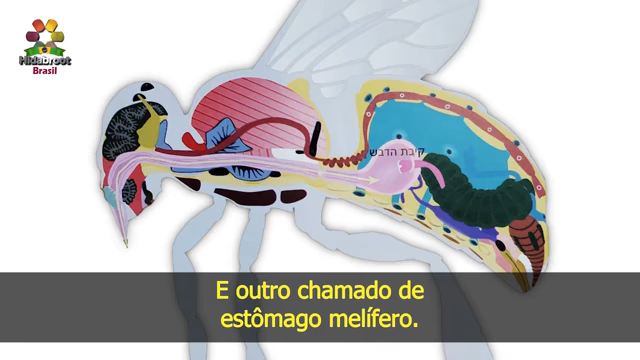 Hidabroot
Brasil
קיבת הדבש
E outro chamado de
estômago melífero.